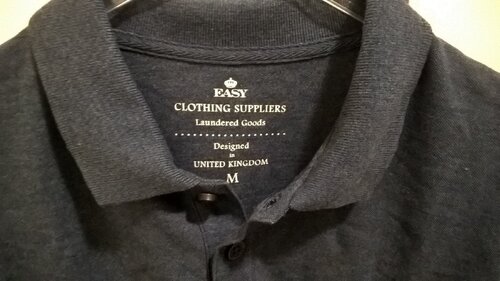 EASY
CLOTHING SUPPLIERS
Laundered Goods
Designed
in
UNITED KINGDOM
M